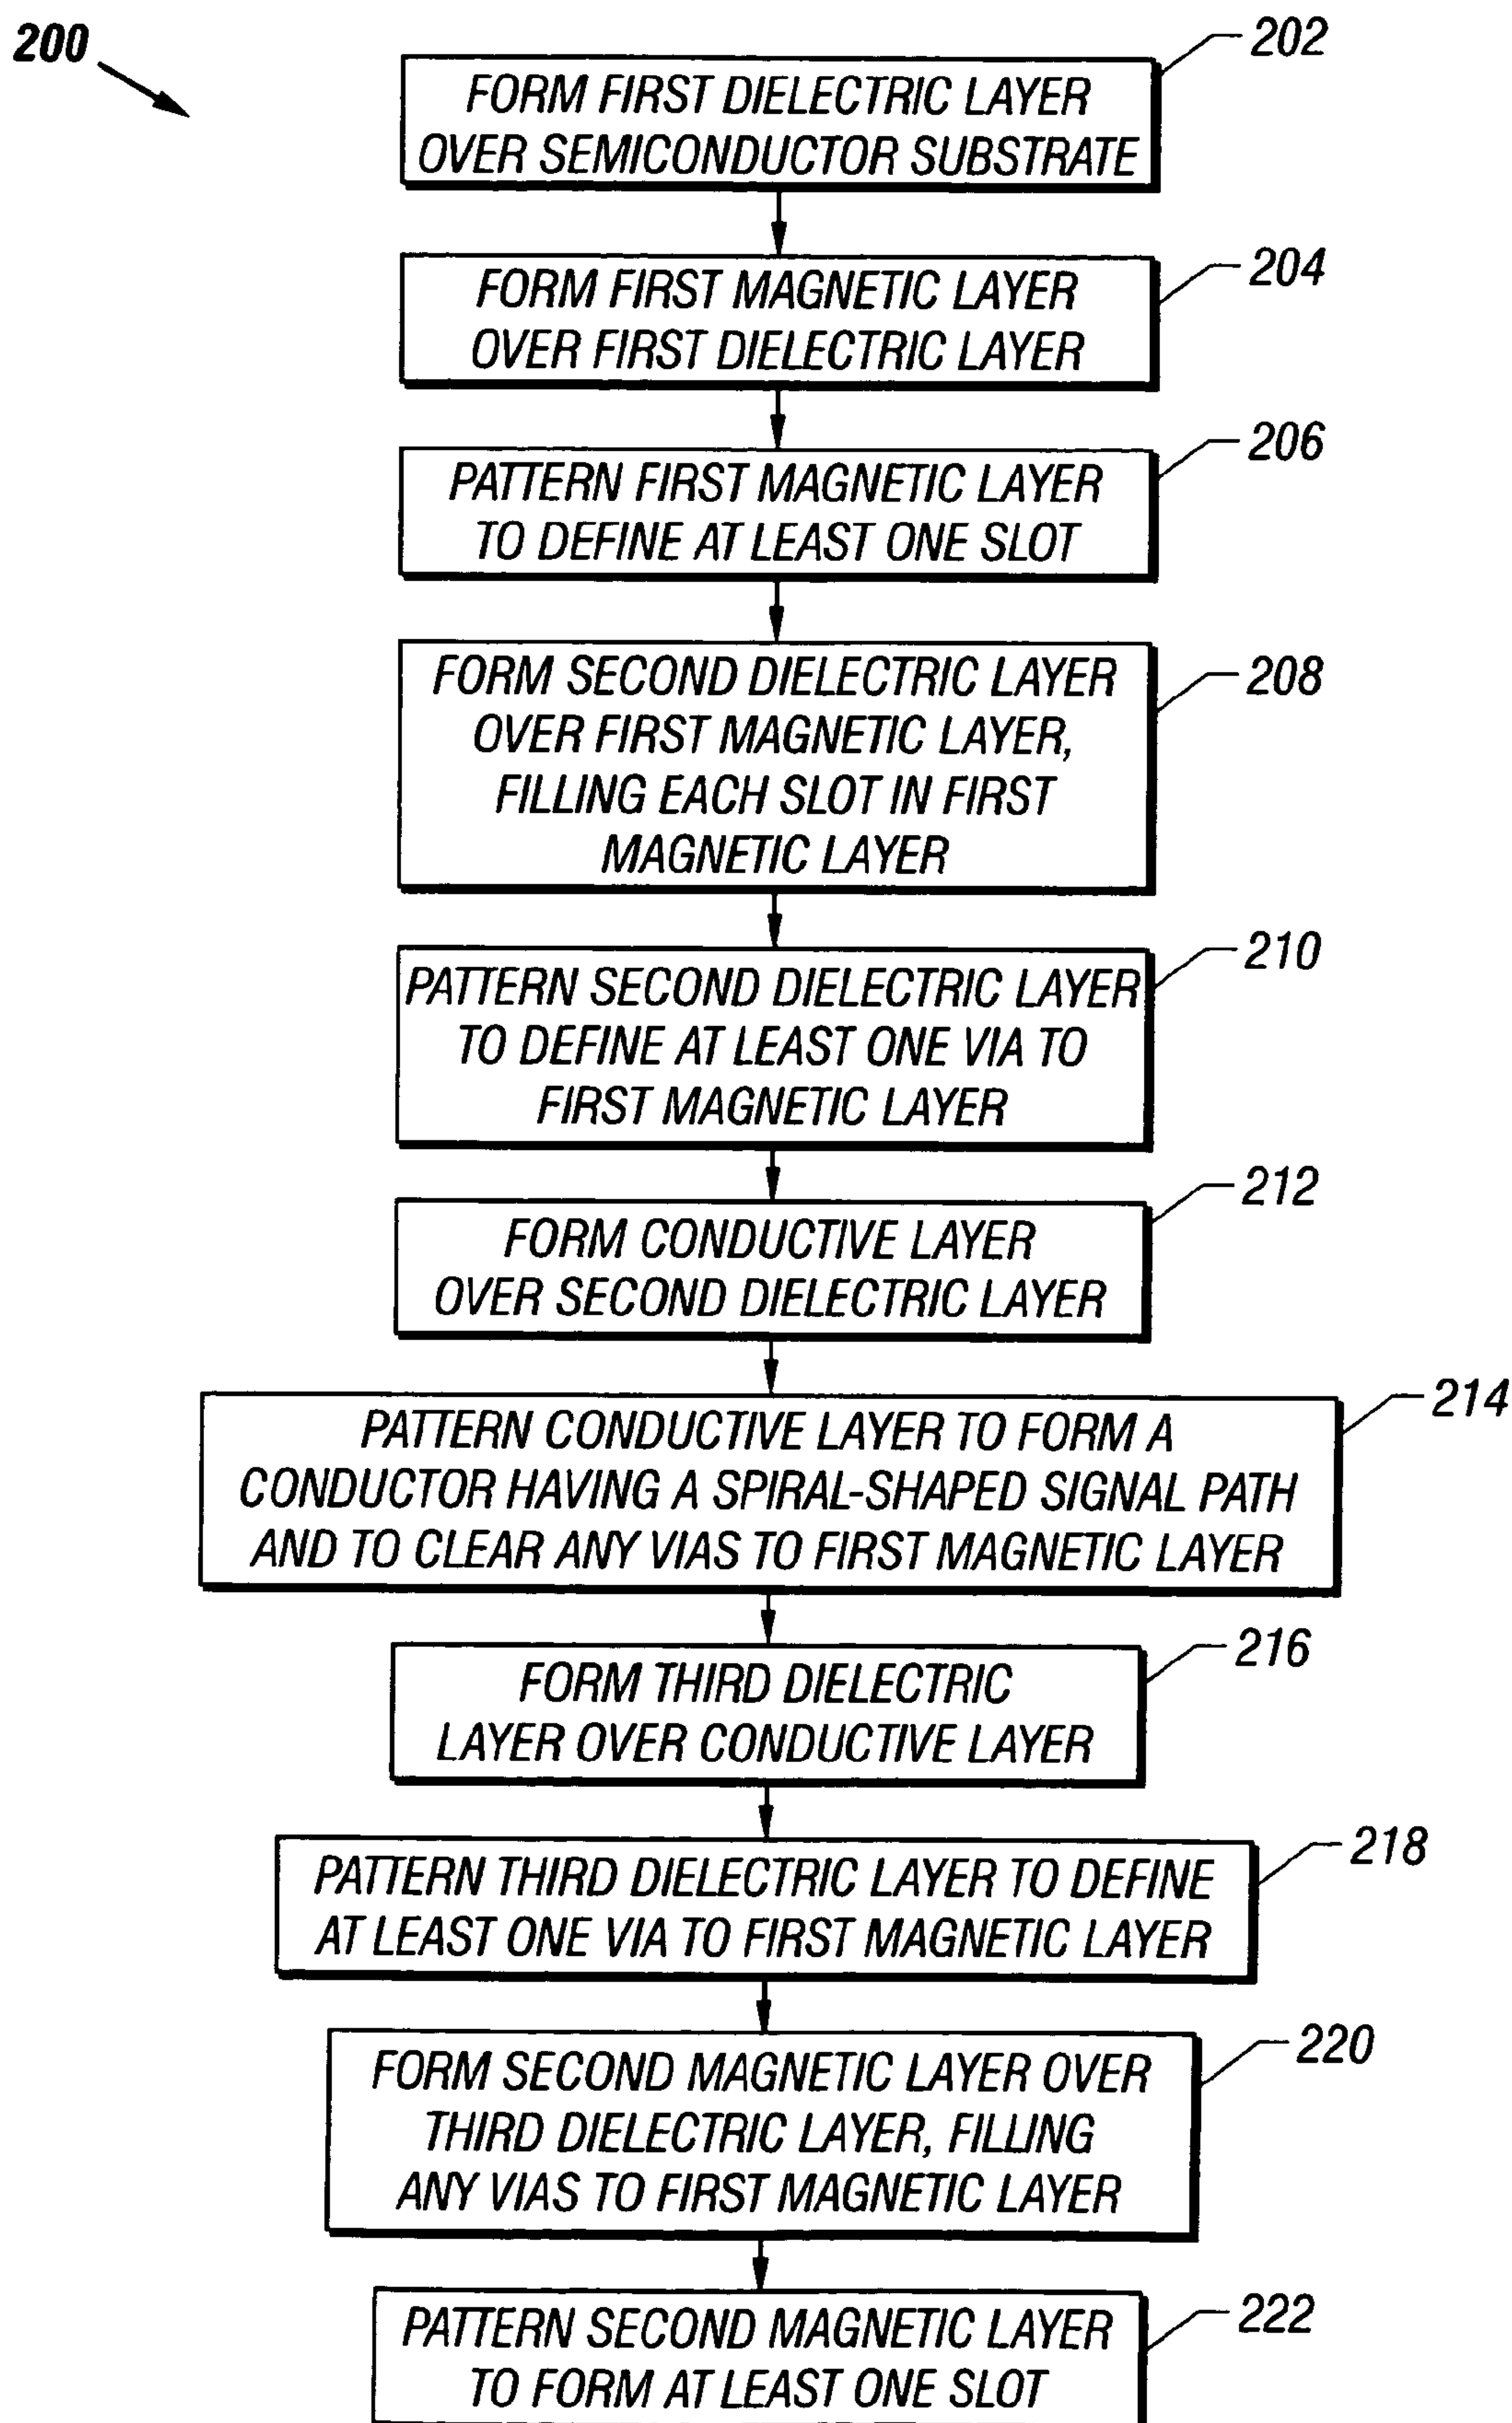 200
202
FORM FIRST DIELECTRIC LAYER
OVER SEMICONDUCTOR SUBSTRATE
204
FORM FIRST MAGNETIC LAYER
OVER FIRST DIELECTRIC LAYER
206
PATTERN FIRST MAGNETIC LAYER
TO DEFINE AT LEAST ONE SLOT
208
FORM SECOND DIELECTRIC LAYER
OVER FIRST MAGNETIC LAYER,
FILLING EACH SLOT IN FIRST
MAGNETIC LAYER
210
PATTERN SECOND DIELECTRIC LAYER
TO DEFINE AT LEAST ONE VIA TO
FIRST MAGNETIC LAYER
212
FORM CONDUCTIVE LAYER
OVER SECOND DIELECTRIC LAYER
214
PATTERN CONDUCTIVE LAYER TO FORM A
CONDUCTOR HAVING A SPIRAL-SHAPED SIGNAL PATH
AND TO CLEAR ANY VIAS TO FIRST MAGNETIC LAYER
216
FORM THIRD DIELECTRIC
LAYER OVER CONDUCTIVE LAYER
218
PATTERN THIRD DIELECTRIC LAYER TO DEFINE
AT LEAST ONE VIA TO FIRST MAGNETIC LAYER
220
FORM SECOND MAGNETIC LAYER OVER
THIRD DIELECTRIC LAYER, FILLING
ANY VIAS TO FIRST MAGNETIC LAYER
222
PATTERN SECOND MAGNETIC LAYER
TO FORM AT LEAST ONE SLOT